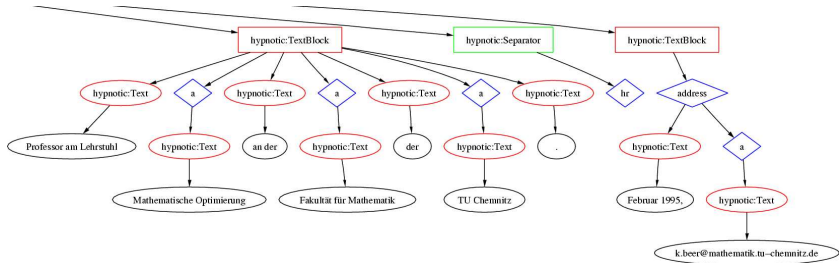 hypnotic:TextBlock hypnotic:Separator hypnotic:TextBlock
hypnotic:Text a hypnotic:Text a hypnotic:Text a hypnotic:Text hr address
Professor am Lehrstuhl hypnotic:Text an der hypnotic:Text der hypnotic:Text . hypnotic:Text a
Mathematische Optimierung Fakultät für Mathematik TU Chemnitz Februar 1995, hypnotic:Text
k.beer@mathematik.tu–chemnitz.de